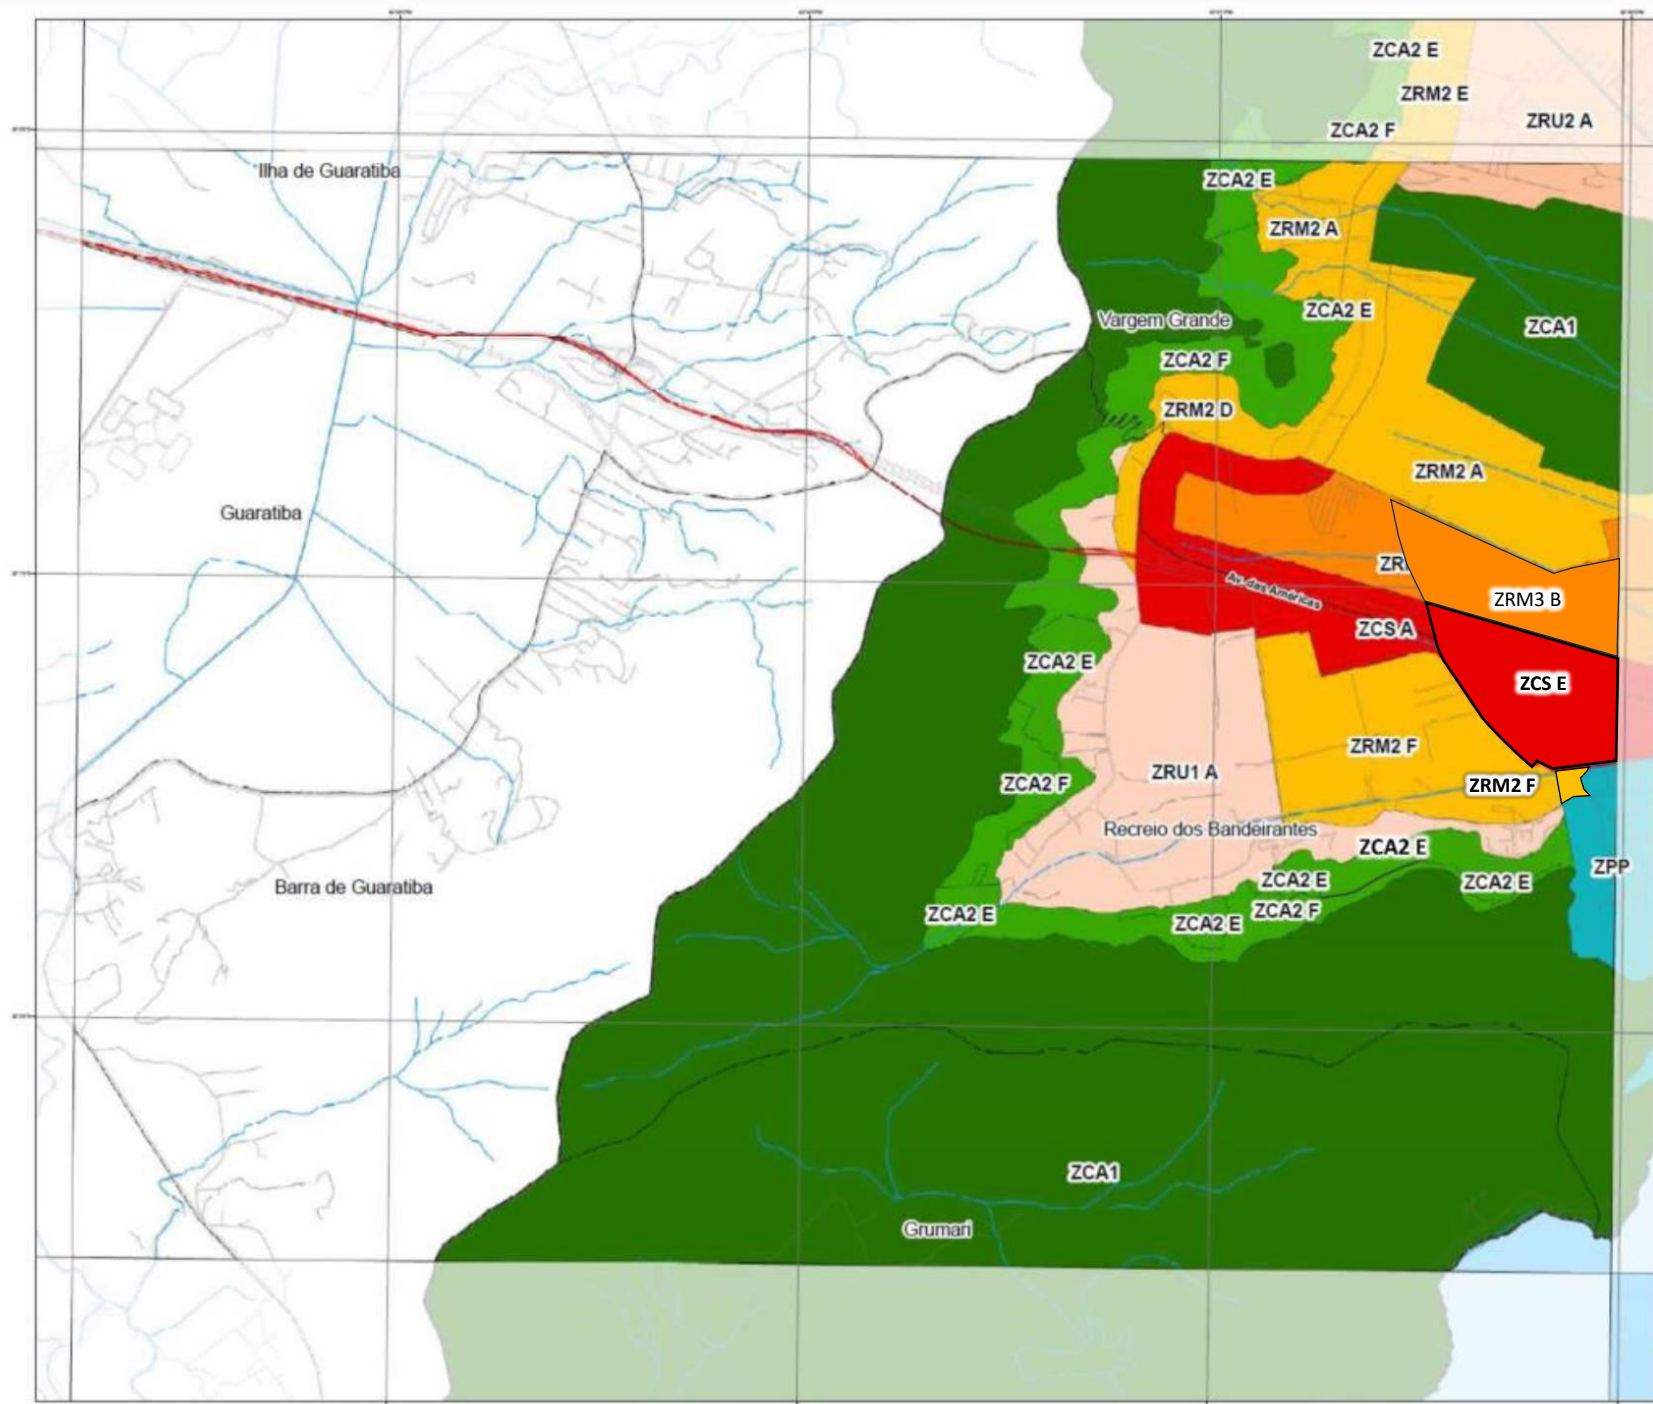 ZCA2 E
ZRM2 E
ZRU2 A
ZCA2 F
Ilha de Guaratiba
ZCA2 E
ZRM2 A
ZCA2 E
Vargem Grande
ZCA1
ZCA2 F
ZRM2 D
ZRM2 A
Guaratiba
ZR
Av. das Américas
ZRM3 B
ZCS A
ZCA2 E
ZCS E
ZRM2 F
ZRU1 A
ZCA2 F
ZRM2 F
Recreio dos Bandeirantes
ZCA2 E
ZPP
Barra de Guaratiba
ZCA2 E
ZCA2 E
ZCA2 F
ZCA2 E
ZCA2 E
ZCA1
Grumari